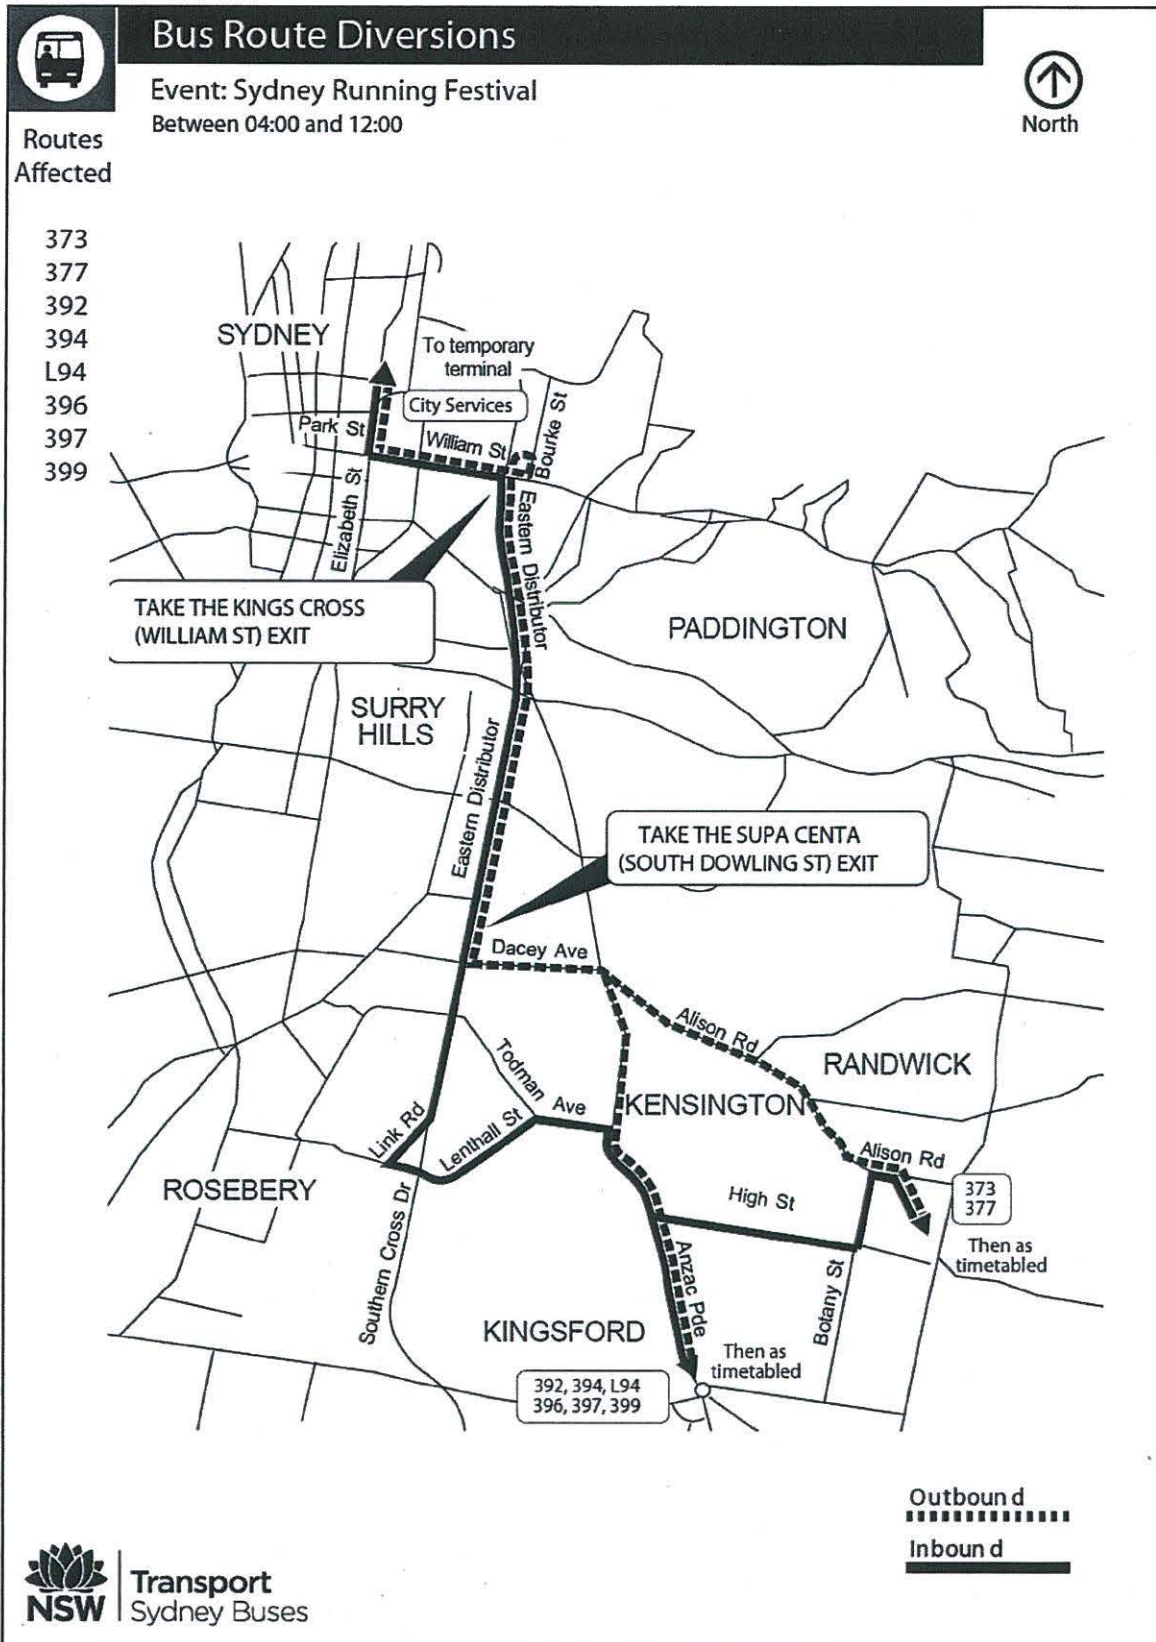 Bus Route Diversions
Event: Sydney Running Festival
Between 04:00 and 12:00
North
Routes
Affected
373
377
392
394
L94
396
397
399
SYDNEY
To temporary
terminal
City Services
Park St
William St
Bourke St
Elizabeth St
Eastern Distributor
TAKE THE KINGS CROSS
(WILLIAM ST) EXIT
PADDINGTON
SURRY
HILLS
Eastern Distributor
TAKE THE SUPA CENTA
(SOUTH DOWLING ST) EXIT
Dacey Ave
Alison Rd
RANDWICK
Todman
Ave
KENSINGTON
Link Rd
Lenthall St
Alison Rd
ROSEBERY
High St
373
377
Then as
timetabled
Southern Cross Dr
Anzac Pde
Botany St
KINGSFORD
Then as
timetabled
392, 394, L94
396, 397, 399
Outbound
Inbound
NSW
Transport
Sydney Buses